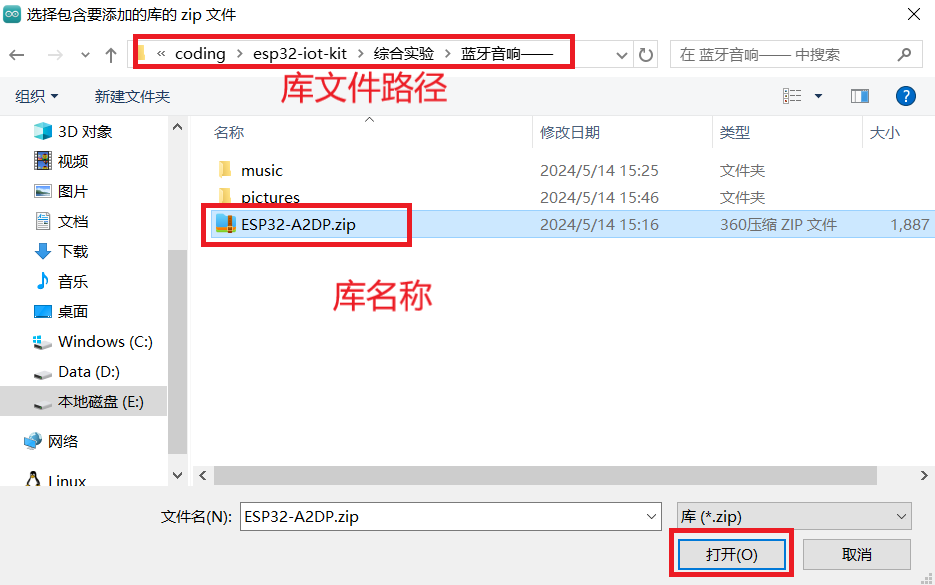 选择包含要添加的库的 zip 文件
« coding › esp32-iot-kit › 综合实验 › 蓝牙音响——
在 蓝牙音响—— 中搜索
库文件路径
组织 新建文件夹
3D 对象
视频
图片
文档
下载
音乐
桌面
Windows (C:)
Data (D:)
本地磁盘 (E:)
网络
Linux
名称 修改日期 类型 大小
music 2024/5/14 15:25 文件夹
pictures 2024/5/14 15:46 文件夹
ESP32-A2DP.zip 2024/5/14 15:16 360压缩 ZIP 文件 1,887
库名称
文件名(N): ESP32-A2DP.zip 库 (*.zip)
打开(O) 取消